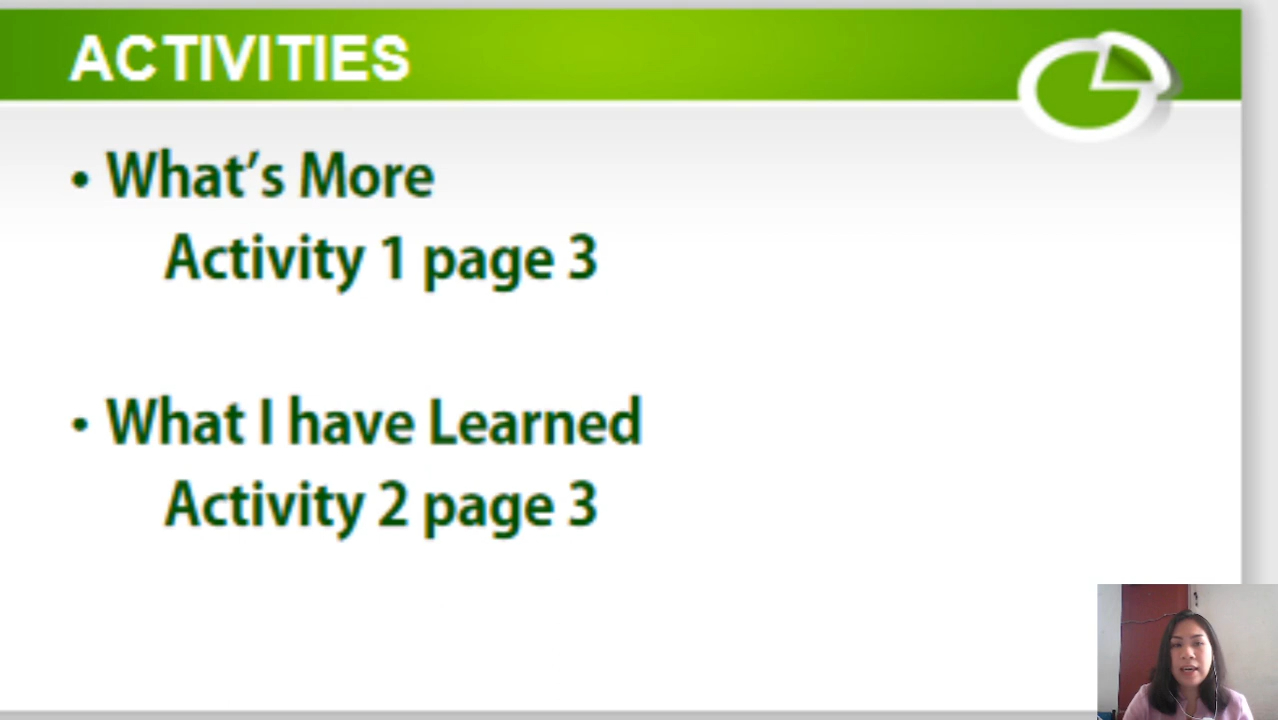 ACTIVITIES
• What's More
Activity 1 page 3
• What I have Learned
Activity 2 page 3